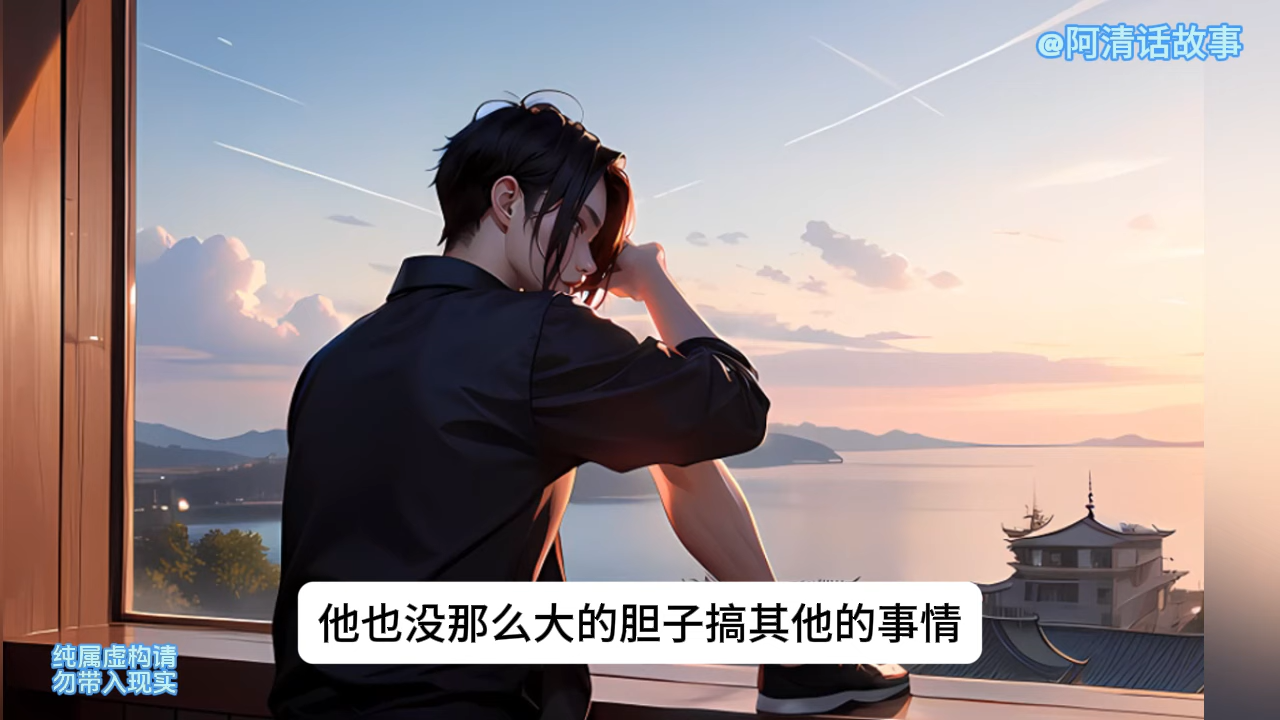 @阿清话故事
他也没那么大的胆子搞其他的事情
纯属虚构请
勿带入现实